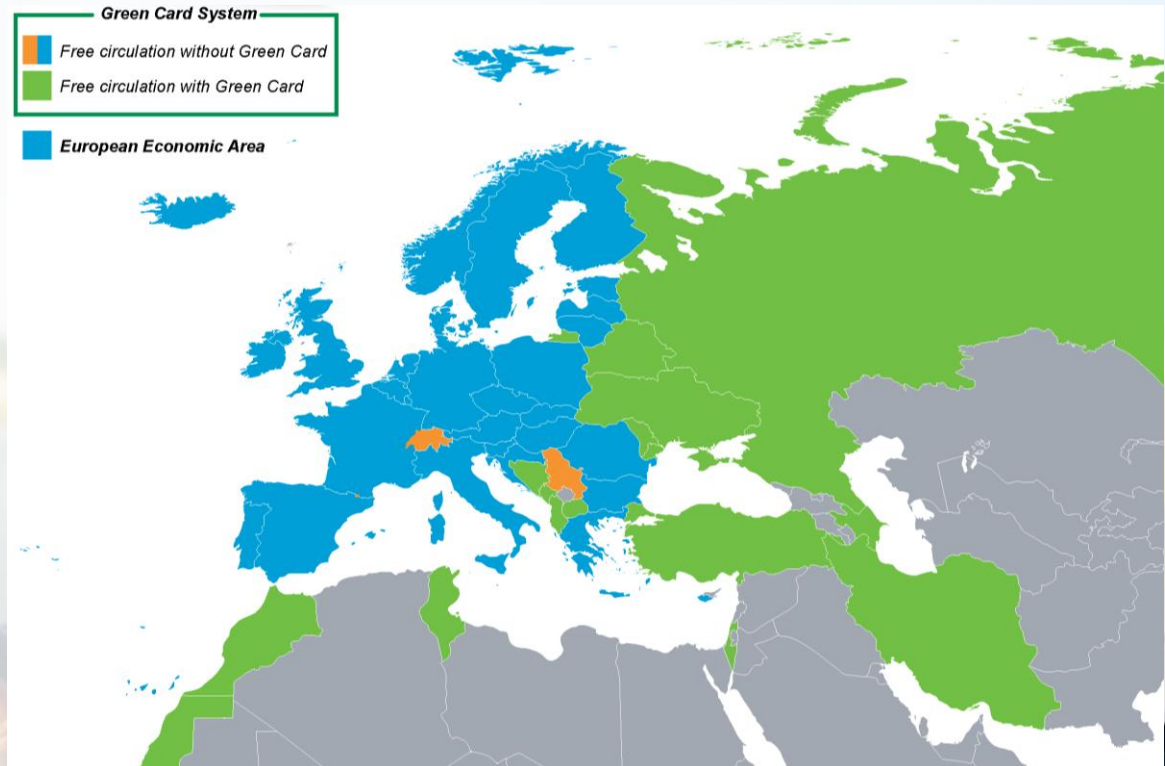 Green Card System
Free circulation without Green Card
Free circulation with Green Card
European Economic Area